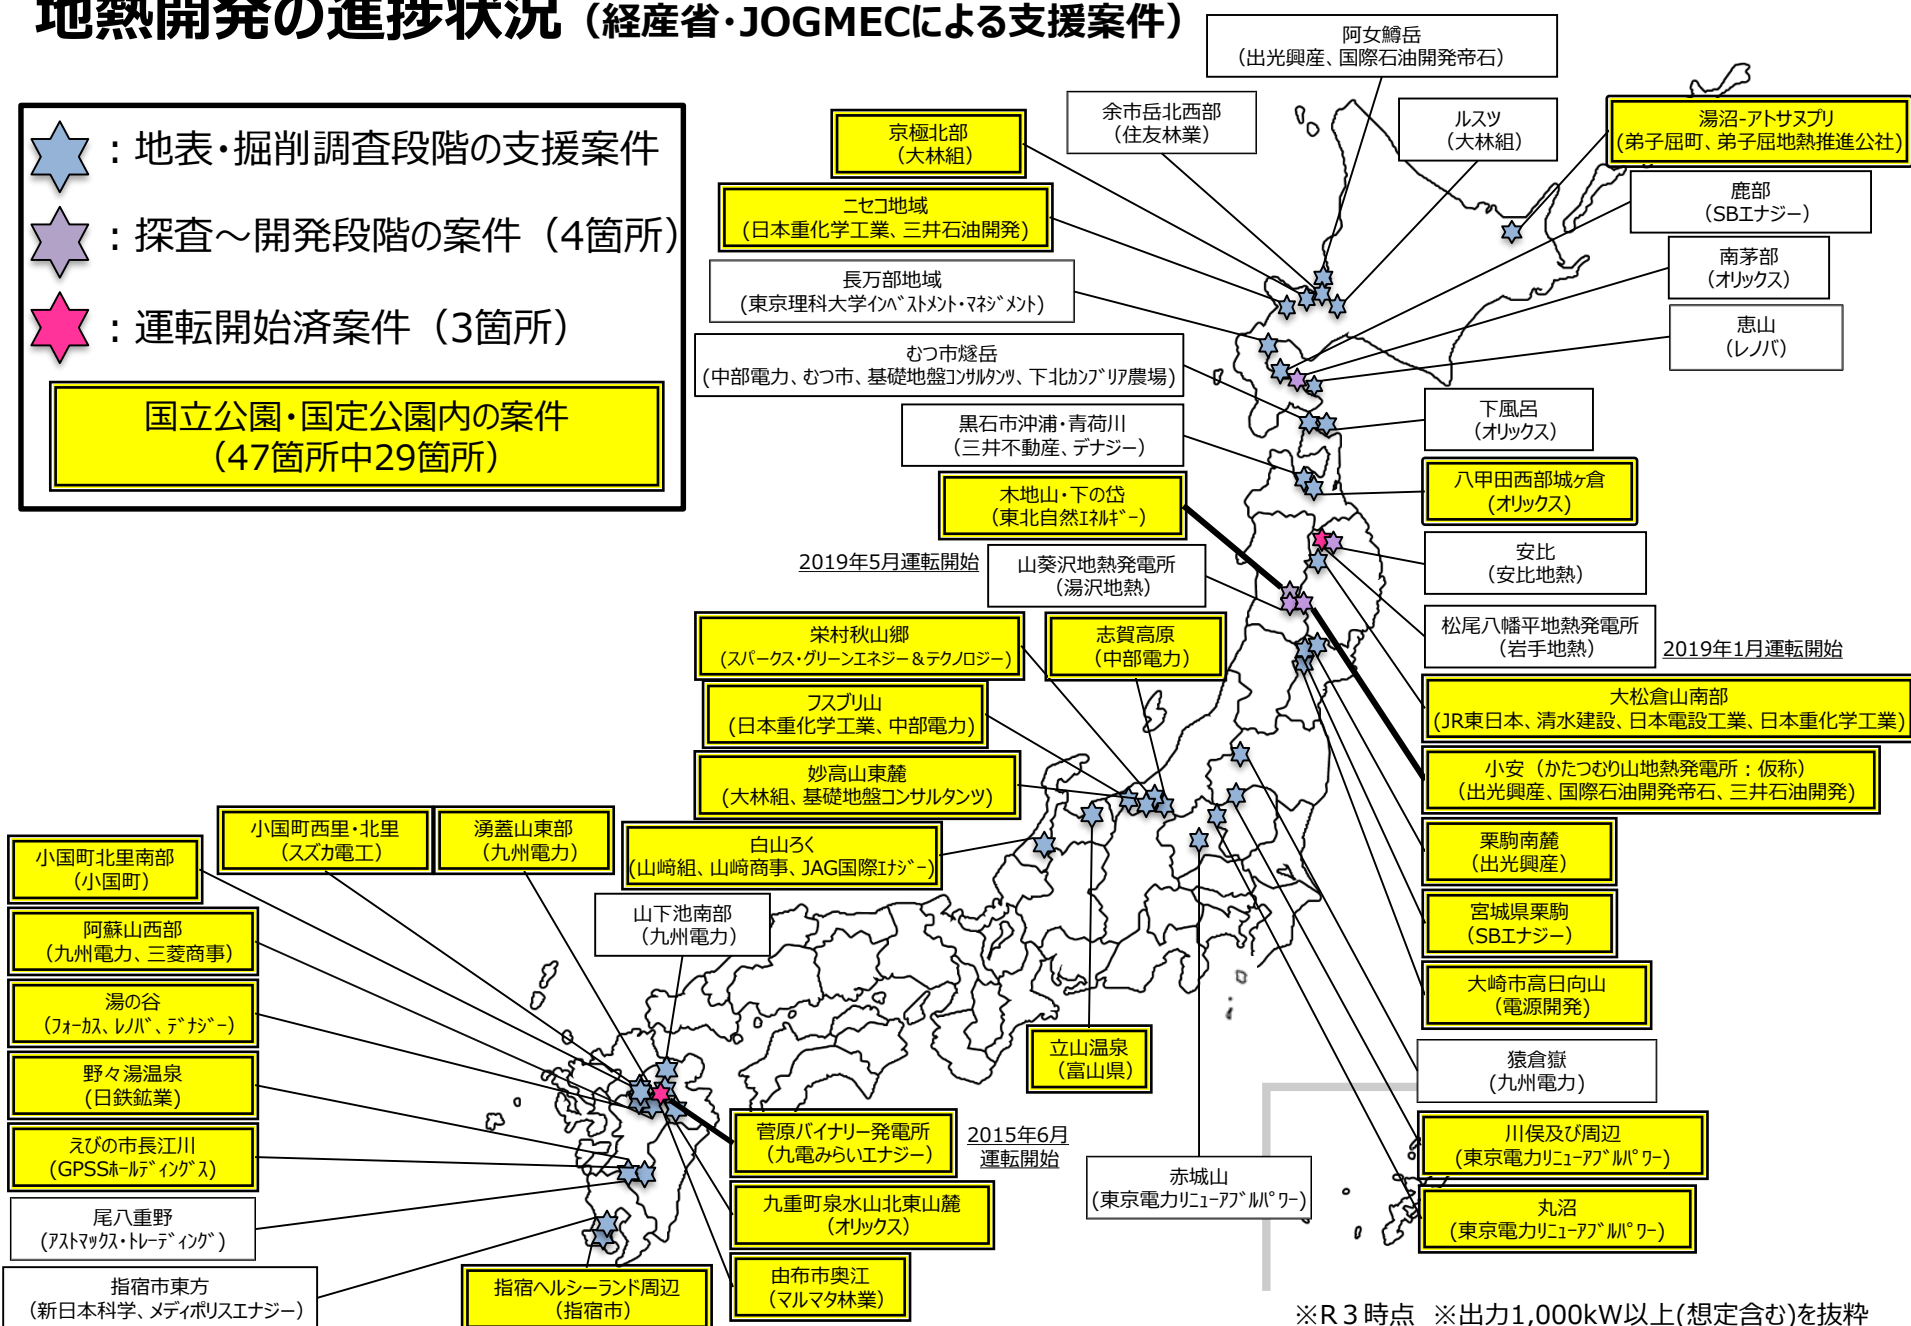 地熱開発の進捗状況（経産省・JOGMECによる支援案件）
：地表・掘削調査段階の支援案件
：探査～開発段階の案件（4箇所）
：運転開始済案件（3箇所）
国立公園・国定公園内の案件
（47箇所中29箇所）
阿女鱒岳
（出光興産、国際石油開発帝石）
余市岳北西部
（住友林業）
ルスツ
（大林組）
湯沼-アトサヌプリ
（弟子屈町、弟子屈地熱推進公社）
京極北部
（大林組）
ニセコ地域
（日本重化学工業、三井石油開発）
鹿部
（SBエナジー）
南茅部
（オリックス）
長万部地域
（東京理科大学ｲﾝﾍﾞｽﾄﾒﾝﾄ・ﾏﾈｼﾞﾒﾝﾄ）
恵山
（レノバ）
むつ市燧岳
（中部電力、むつ市、基礎地盤ｺﾝｻﾙﾀﾝﾂ、下北ｶﾝﾌﾞﾘｱ農場）
下風呂
（オリックス）
黒石市沖浦・青荷川
（三井不動産、デナジー）
八甲田西部城ヶ倉
（オリックス）
木地山・下の岱
（東北自然ｴﾈﾙｷﾞｰ）
安比
（安比地熱）
2019年5月運転開始
山葵沢地熱発電所
（湯沢地熱）
松尾八幡平地熱発電所
（岩手地熱）
2019年1月運転開始
栄村秋山郷
（スパークス・グリーンエネジー＆テクノロジー）
志賀高原
（中部電力）
大松倉山南部
（JR東日本、清水建設、日本電設工業、日本重化学工業）
フスブリ山
（日本重化学工業、中部電力）
小安（かたつむり山地熱発電所：仮称）
（出光興産、国際石油開発帝石、三井石油開発）
妙高山東麓
（大林組、基礎地盤コンサルタンツ）
栗駒南麓
（出光興産）
白山ろく
（山﨑組、山﨑商事、JAG国際ｴﾅｼﾞｰ）
小国町西里・北里
（スズカ電工）
湧蓋山東部
（九州電力）
小国町北里南部
（小国町）
宮城県栗駒
（SBエナジー）
山下池南部
（九州電力）
阿蘇山西部
（九州電力、三菱商事）
大崎市高日向山
（電源開発）
湯の谷
（ﾌｫｰｶｽ、ﾚﾉﾊﾞ、ﾃﾞﾅｼﾞｰ）
立山温泉
（富山県）
猿倉嶽
（九州電力）
野々湯温泉
（日鉄鉱業）
菅原バイナリー発電所
（九電みらいエナジー）
2015年6月
運転開始
川俣及び周辺
（東京電力ﾘﾆｭｰｱﾌﾞﾙﾊﾟﾜｰ）
えびの市長江川
（GPSSﾎｰﾙﾃﾞｨﾝｸﾞｽ）
赤城山
（東京電力ﾘﾆｭｰｱﾌﾞﾙﾊﾟﾜｰ）
九重町泉水山北東山麓
（オリックス）
丸沼
（東京電力ﾘﾆｭｰｱﾌﾞﾙﾊﾟﾜｰ）
尾八重野
（ｱｽﾄﾏｯｸｽ・ﾄﾚｰﾃﾞｨﾝｸﾞ）
指宿市東方
（新日本科学、ﾒﾃﾞｨﾎﾟﾘｽｴﾅｼﾞｰ）
指宿ヘルシーランド周辺
（指宿市）
由布市奥江
（マルマタ林業）
※R３時点 ※出力1,000kW以上(想定含む)を抜粋